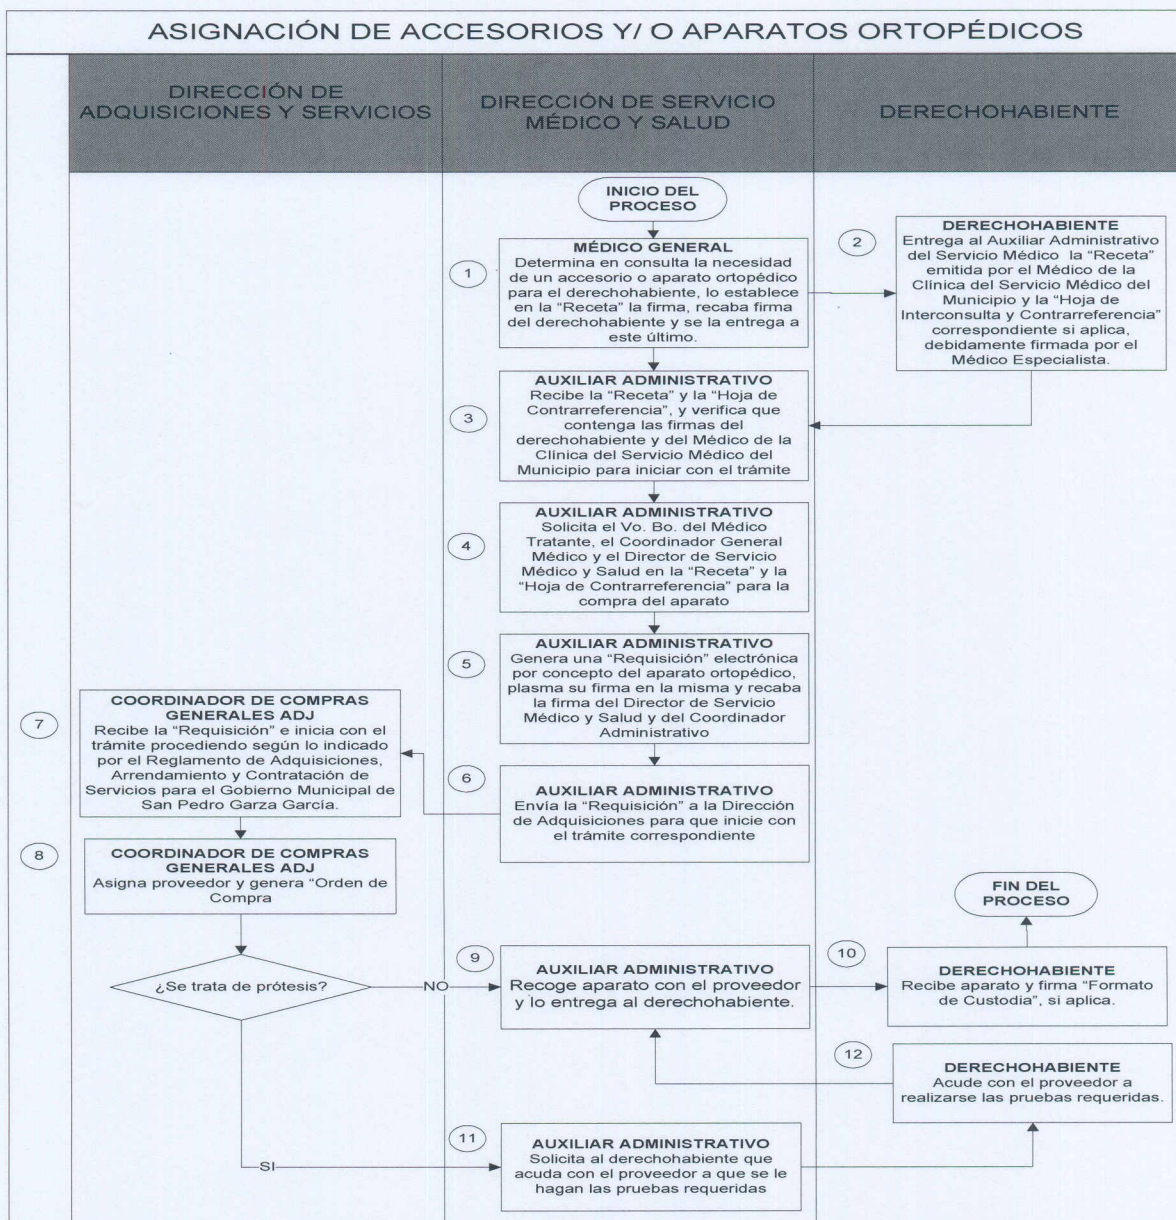 ASIGNACIÓN DE ACCESORIOS Y/ O APARATOS ORTOPÉDICOS
DIRECCIÓN DE
ADQUISICIONES Y SERVICIOS
DIRECCIÓN DE SERVICIO
MÉDICO Y SALUD
DERECHOHABIENTE
INICIO DEL
PROCESO
1
MÉDICO GENERAL
Determina en consulta la necesidad
de un accesorio o aparato ortopédico
para el derechohabiente, lo establece
en la “Receta” la firma, recaba firma
del derechohabiente y se la entrega a
este último.
2
DERECHOHABIENTE
Entrega al Auxiliar Administrativo
del Servicio Médico la “Receta”
emitida por el Médico de la
Clínica del Servicio Médico del
Municipio y la “Hoja de
Interconsulta y Contrarreferencia”
correspondiente si aplica,
debidamente firmada por el
Médico Especialista.
3
AUXILIAR ADMINISTRATIVO
Recibe la “Receta” y la “Hoja de
Contrarreferencia”, y verifica que
contenga las firmas del
derechohabiente y del Médico de la
Clínica del Servicio Médico del
Municipio para iniciar con el trámite
4
AUXILIAR ADMINISTRATIVO
Solicita el Vo. Bo. del Médico
Tratante, el Coordinador General
Médico y el Director de Servicio
Médico y Salud en la “Receta” y la
“Hoja de Contrarreferencia” para la
compra del aparato
5
AUXILIAR ADMINISTRATIVO
Genera una “Requisición” electrónica
por concepto del aparato ortopédico,
plasma su firma en la misma y recaba
la firma del Director de Servicio
Médico y Salud y del Coordinador
Administrativo
6
AUXILIAR ADMINISTRATIVO
Envía la “Requisición” a la Dirección
de Adquisiciones para que inicie con
el trámite correspondiente
7
COORDINADOR DE COMPRAS
GENERALES ADJ
Recibe la “Requisición” e inicia con el
trámite procediendo según lo indicado
por el Reglamento de Adquisiciones,
Arrendamiento y Contratación de
Servicios para el Gobierno Municipal de
San Pedro Garza García.
8
COORDINADOR DE COMPRAS
GENERALES ADJ
Asigna proveedor y genera “Orden de
Compra
¿Se trata de prótesis?
NO
9
AUXILIAR ADMINISTRATIVO
Recoge aparato con el proveedor
y lo entrega al derechohabiente.
10
DERECHOHABIENTE
Recibe aparato y firma “Formato
de Custodia”, si aplica.
FIN DEL
PROCESO
SI
11
AUXILIAR ADMINISTRATIVO
Solicita al derechohabiente que
acuda con el proveedor a que se le
hagan las pruebas requeridas
12
DERECHOHABIENTE
Acude con el proveedor a
realizarse las pruebas requeridas.